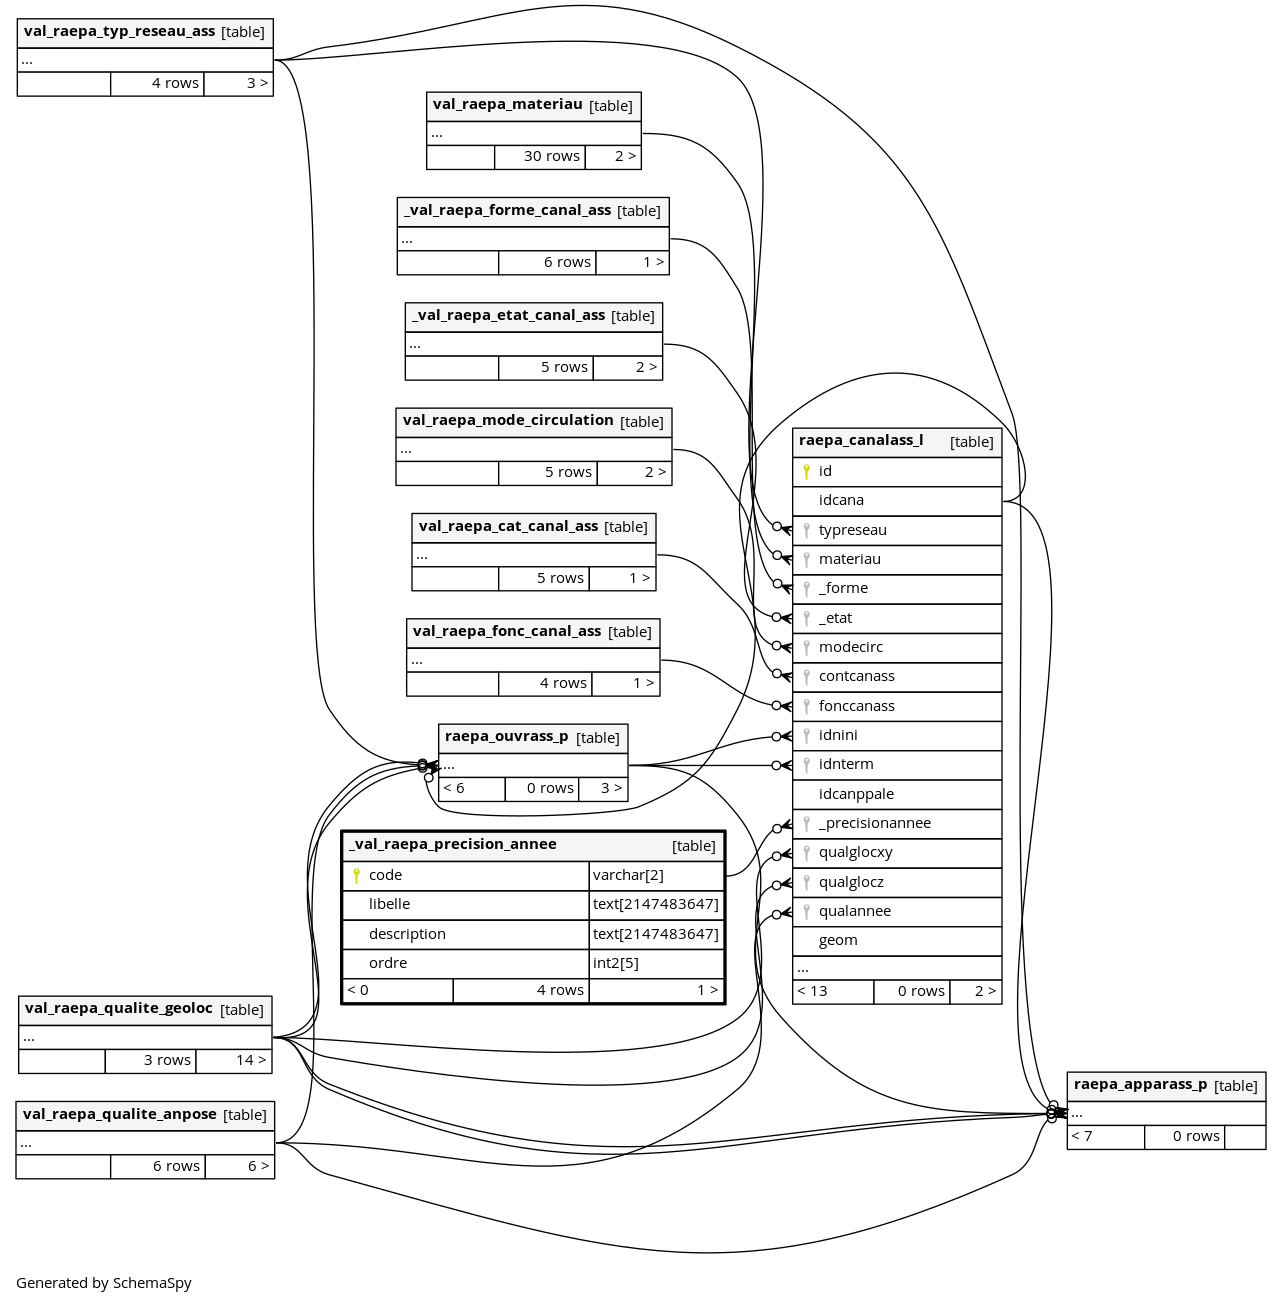 val_raepa_typ_reseau_ass [table]
...
4 rows 3 >
val_raepa_materiau [table]
...
30 rows 2 >
_val_raepa_forme_canal_ass [table]
...
6 rows 1 >
_val_raepa_etat_canal_ass [table]
...
5 rows 2 >
val_raepa_mode_circulation [table]
...
5 rows 2 >
val_raepa_cat_canal_ass [table]
...
5 rows 1 >
val_raepa_fonc_canal_ass [table]
...
4 rows 1 >
raepa_ouvrass_p [table]
...
< 6 0 rows 3 >
_val_raepa_precision_annee [table]
code varchar[2]
libelle text[2147483647]
description text[2147483647]
ordre int2[5]
< 0 4 rows 1 >
raepa_canalass_l [table]
id
idcana
typreseau
materiau
_forme
_etat
modecirc
contcanass
fonccanass
idnini
idnterm
idcanppale
_precisionannee
qualglocxy
qualglocz
qualannee
geom
...
< 13 0 rows 2 >
val_raepa_qualite_geoloc [table]
...
3 rows 14 >
val_raepa_qualite_anpose [table]
...
6 rows 6 >
raepa_apparass_p [table]
...
< 7 0 rows
Generated by SchemaSpy